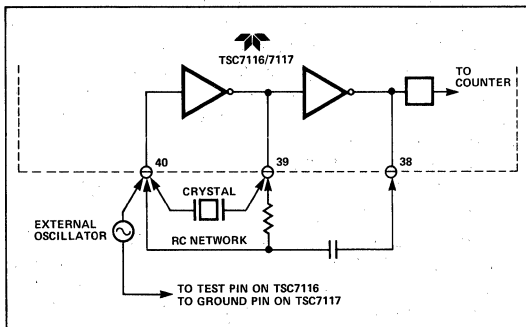 TSC7116/7117
TO
COUNTER
40
39
38
CRYSTAL
EXTERNAL
OSCILLATOR
RC NETWORK
TO TEST PIN ON TSC7116
TO GROUND PIN ON TSC7117